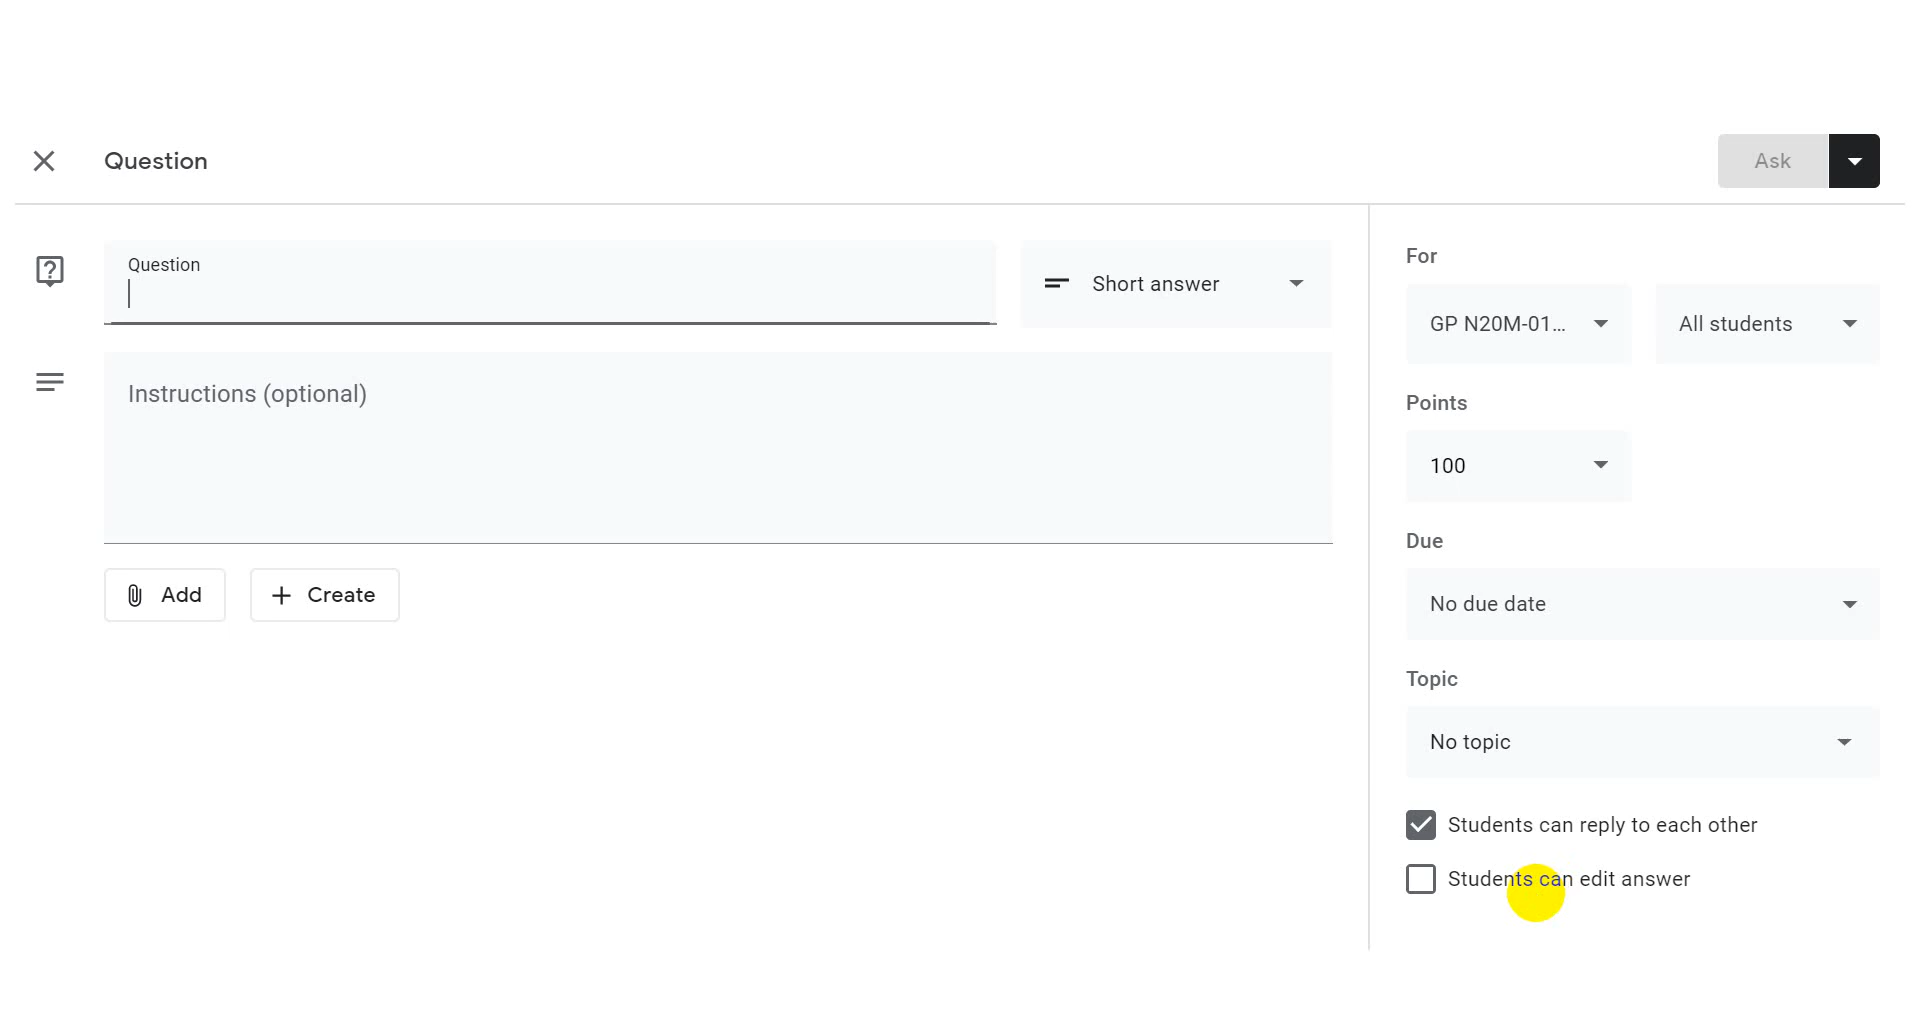 Question
Ask
Question
Short answer
Instructions (optional)
Add
Create
For
GP N20M-01...
All students
Points
100
Due
No due date
Topic
No topic
Students can reply to each other
Students can edit answer